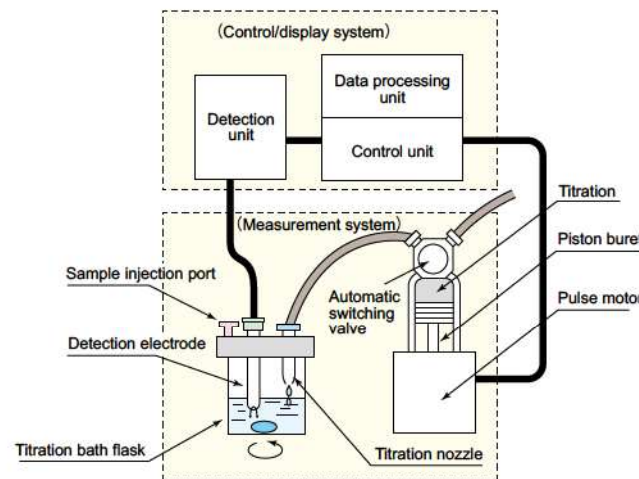 (Control/display system)
Data processing
unit
Detection
unit
Control unit
Titration
(Measurement system)
Piston buret
Sample injection port
Automatic
switching
valve
Pulse motor
Detection electrode
Titration bath flask
Titration nozzle